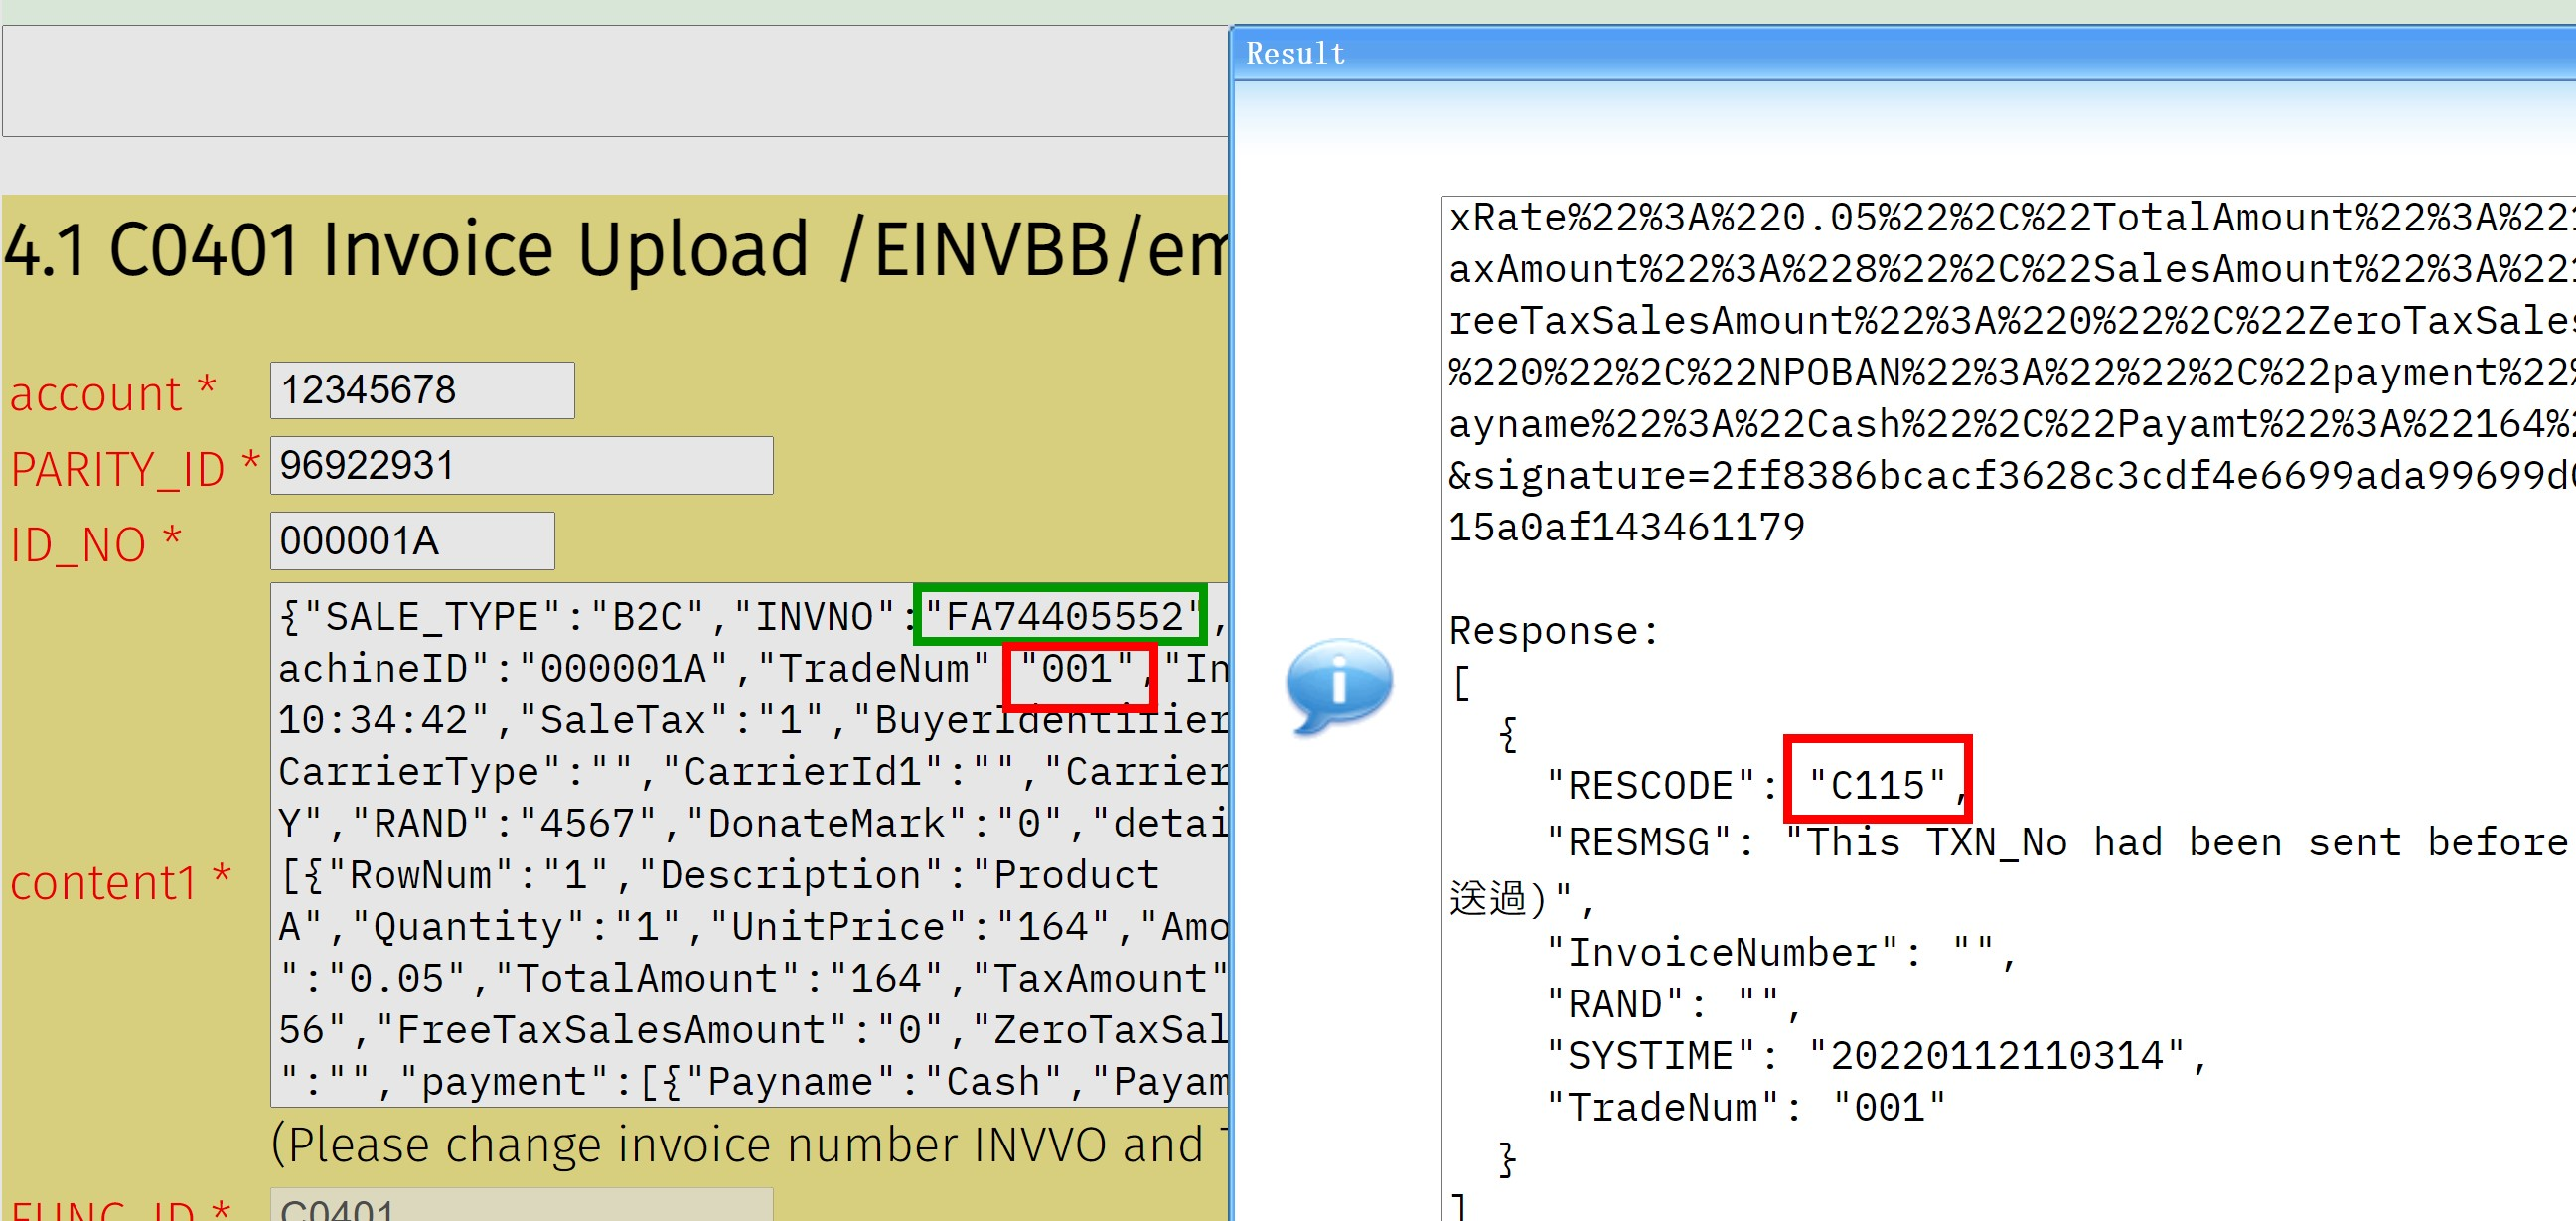 4.1 C0401 Invoice Upload /EINVBB/em
account *
12345678
PARITY_ID *
96922931
ID_NO *
000001A
content1 *
{"SALE_TYPE":"B2C","INVNO":"FA74405552",
achineID":"000001A","TradeNum" "001","In
10:34:42","SaleTax":"1","BuyerIdentifier
CarrierType":"","CarrierId1":"","Carrier
Y","RAND":"4567","DonateMark":"0","detai
[{"RowNum":"1","Description":"Product
A","Quantity":"1","UnitPrice":"164","Amo
":"0.05","TotalAmount":"164","TaxAmount"
56","FreeTaxSalesAmount":"0","ZeroTaxSal
":"","payment":[{"Payname":"Cash","Payam
(Please change invoice number INVVO and
FUNC_ID *
C0401
Result
xRate%22%3A%220.05%22%2C%22TotalAmount%22%3A%221
axAmount%22%3A%228%22%2C%22SalesAmount%22%3A%221
reeTaxSalesAmount%22%3A%220%22%2C%22ZeroTaxSales
%220%22%2C%22NPOBAN%22%3A%22%22%2C%22payment%22%
ayname%22%3A%22Cash%22%2C%22Payamt%22%3A%22164%2
&signature=2ff8386bcacf3628c3cdf4e6699ada99699d0
15a0af143461179
Response:
[
{
"RESCODE": "C115",
"RESMSG": "This TXN_No had been sent before
送過)",
"InvoiceNumber": "",
"RAND": "",
"SYSTIME": "20220112110314",
"TradeNum": "001"
}
]